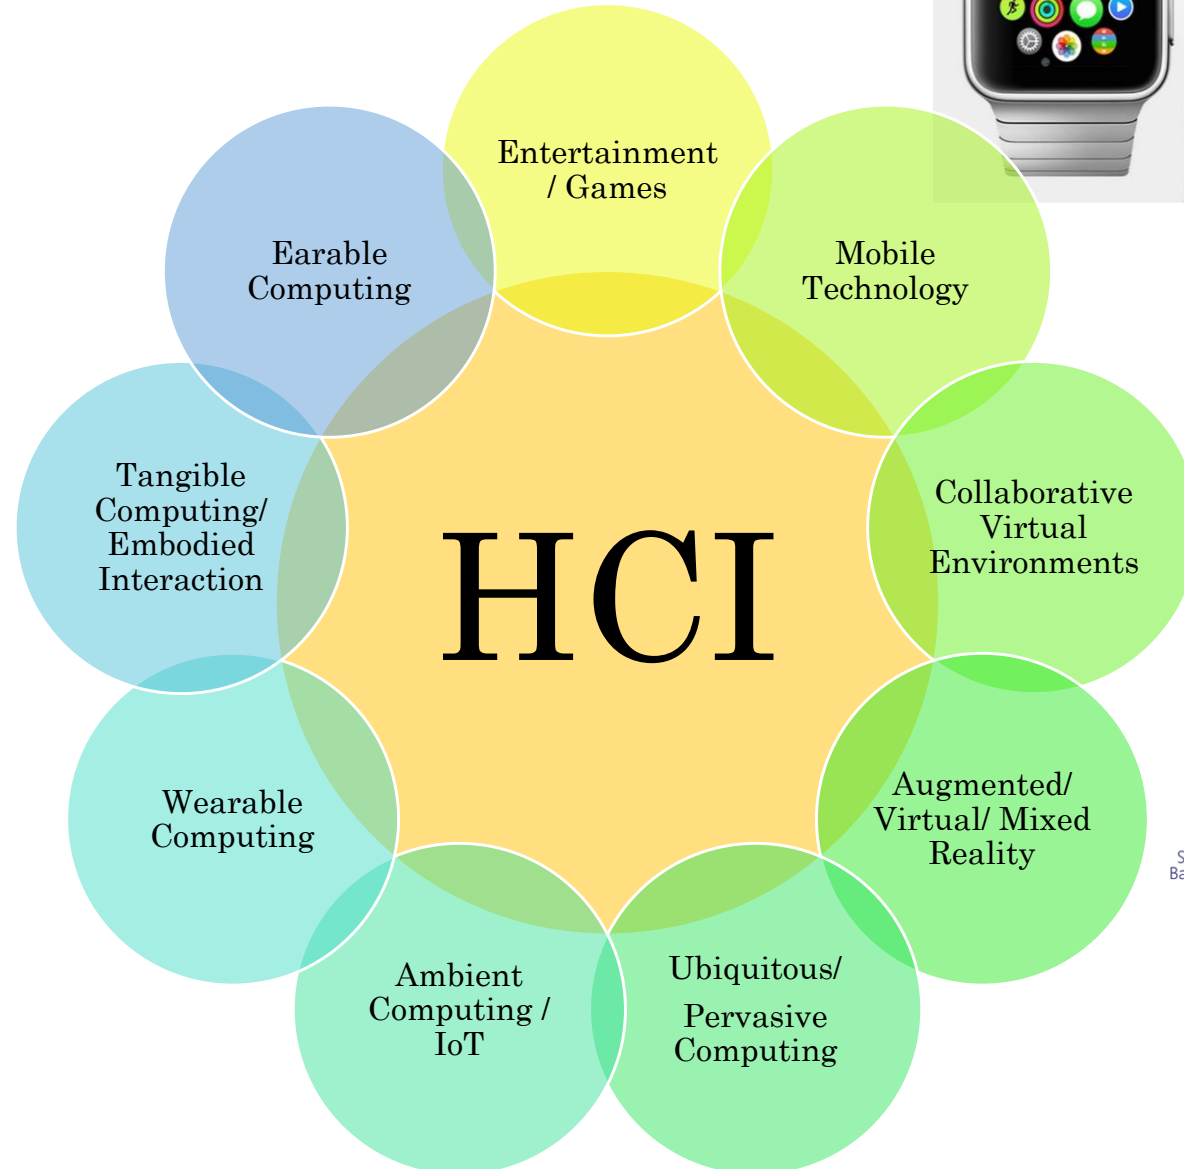 Entertainment
/ Games
Mobile
Technology
Collaborative
Virtual
Environments
Augmented/
Virtual/ Mixed
Reality
Ubiquitous/
Pervasive
Computing
Ambient
Computing /
IoT
Wearable
Computing
Tangible
Computing/
Embodied
Interaction
Earable
Computing
HCI